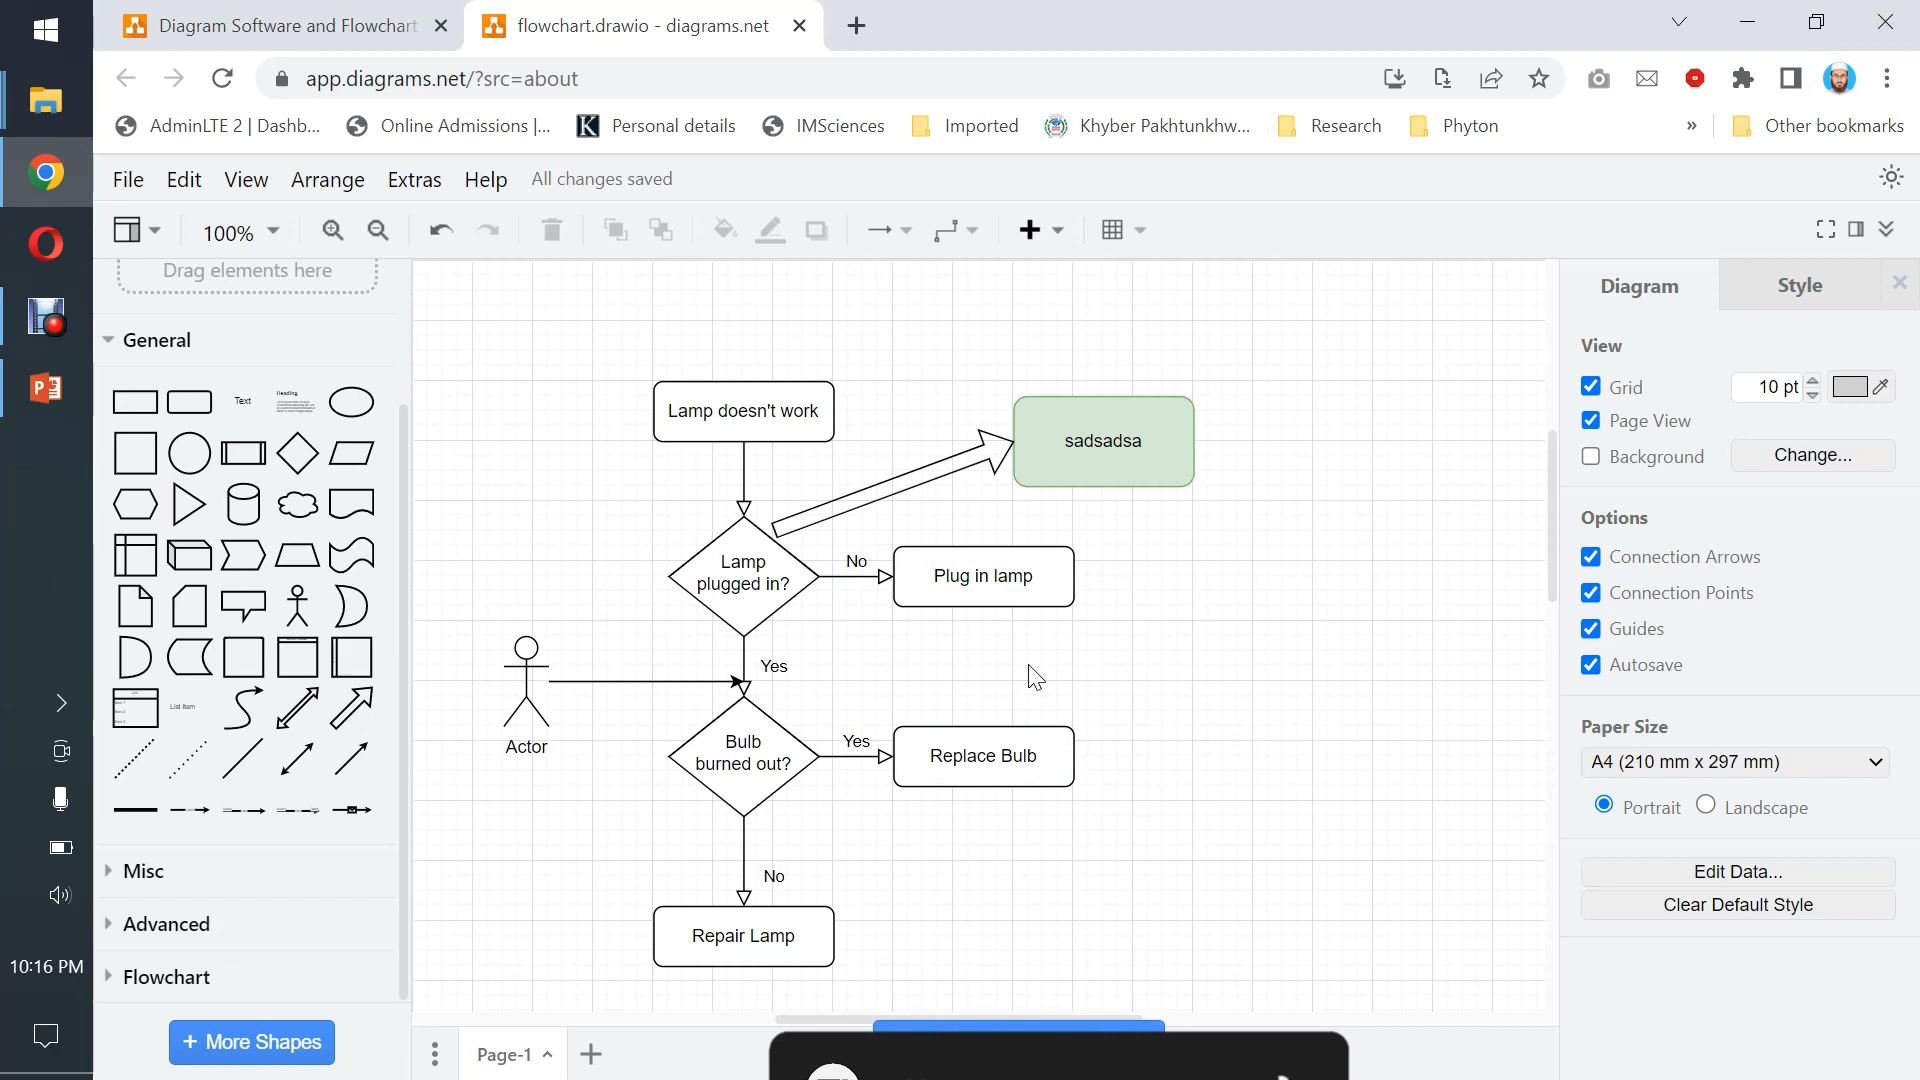 Diagram Software and Flowchart
flowchart.drawio - diagrams.net
app.diagrams.net/?src=about
AdminLTE 2 | Dashb...
Online Admissions |...
Personal details
IMSciences
Imported
Khyber Pakhtunkhw...
Research
Phyton
»
Other bookmarks
File
Edit
View
Arrange
Extras
Help
All changes saved
100%
Drag elements here
General
Text
Heading
List Item
Misc
Advanced
Flowchart
+ More Shapes
Lamp doesn't work
sadsadsa
Lamp
plugged in?
No
Plug in lamp
Yes
Actor
Bulb
burned out?
Yes
Replace Bulb
No
Repair Lamp
Page-1
Diagram
Style
View
Grid
10 pt
Page View
Background
Change...
Options
Connection Arrows
Connection Points
Guides
Autosave
Paper Size
A4 (210 mm x 297 mm)
Portrait
Landscape
Edit Data...
Clear Default Style
10:16 PM